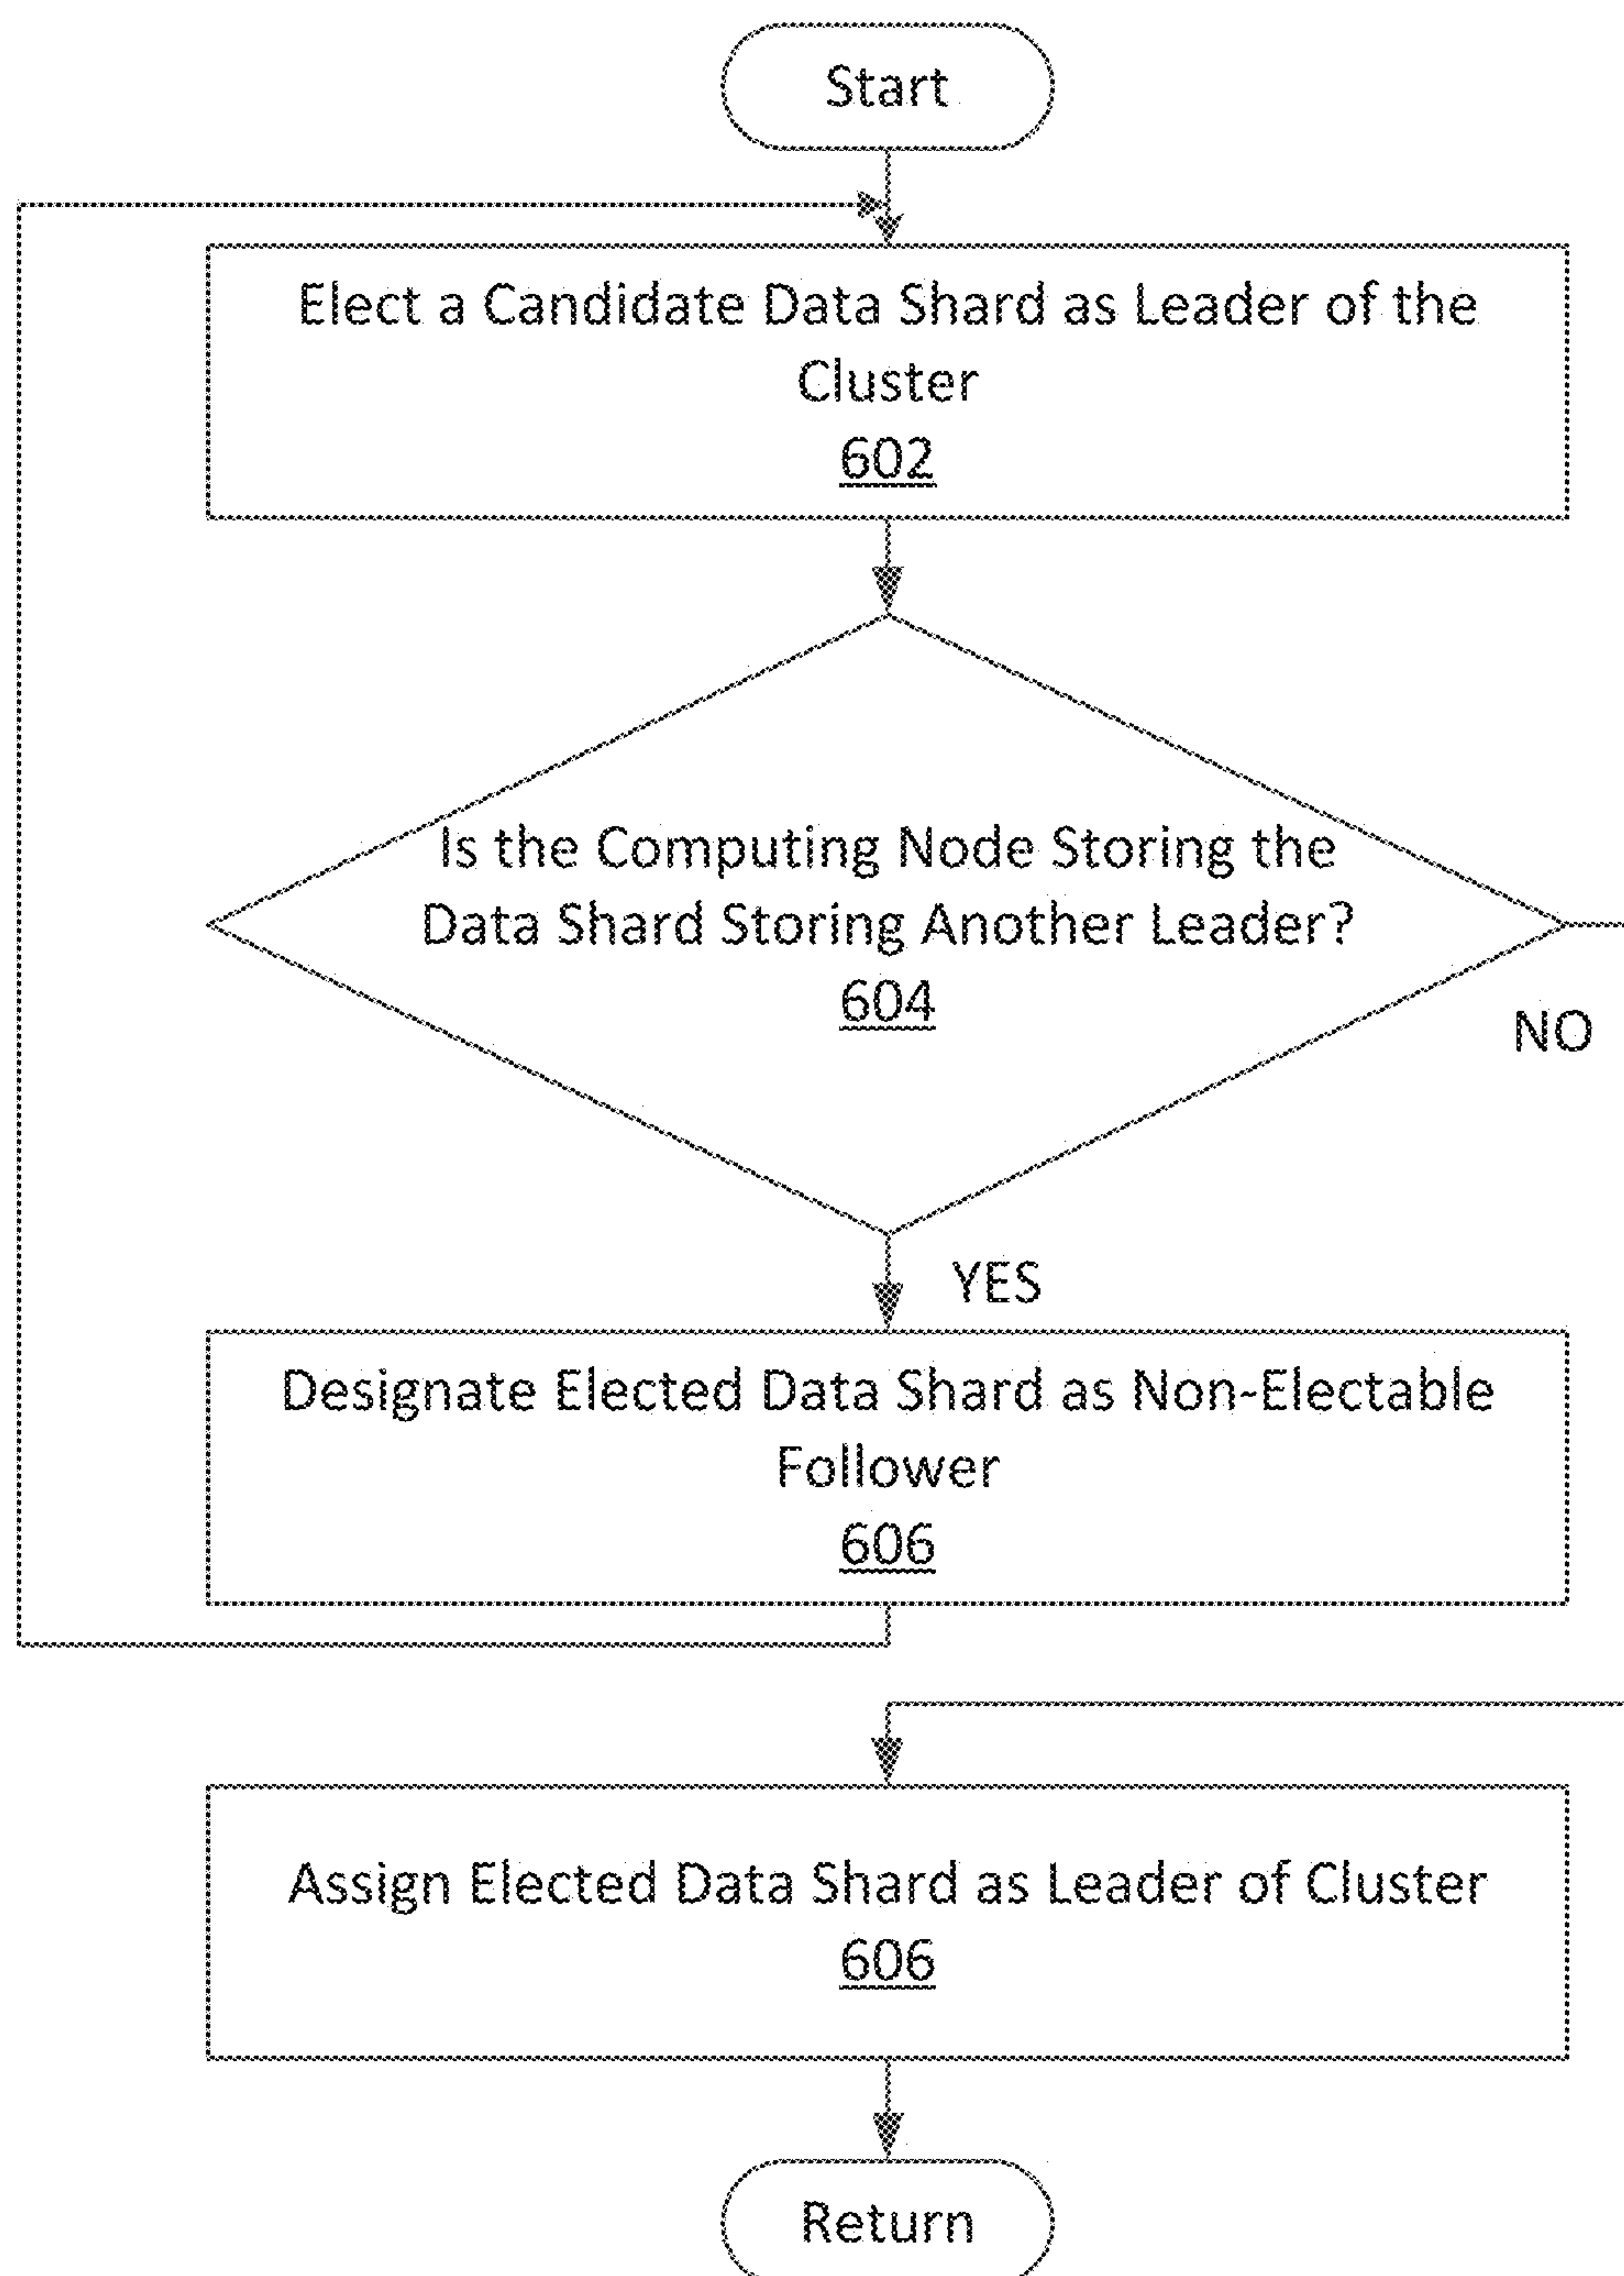 Start
Elect a Candidate Data Shard as Leader of the
Cluster
602
Is the Computing Node Storing the
Data Shard Storing Another Leader?
604
NO
YES
Designate Elected Data Shard as Non-Electable
Follower
606
Assign Elected Data Shard as Leader of Cluster
606
Return